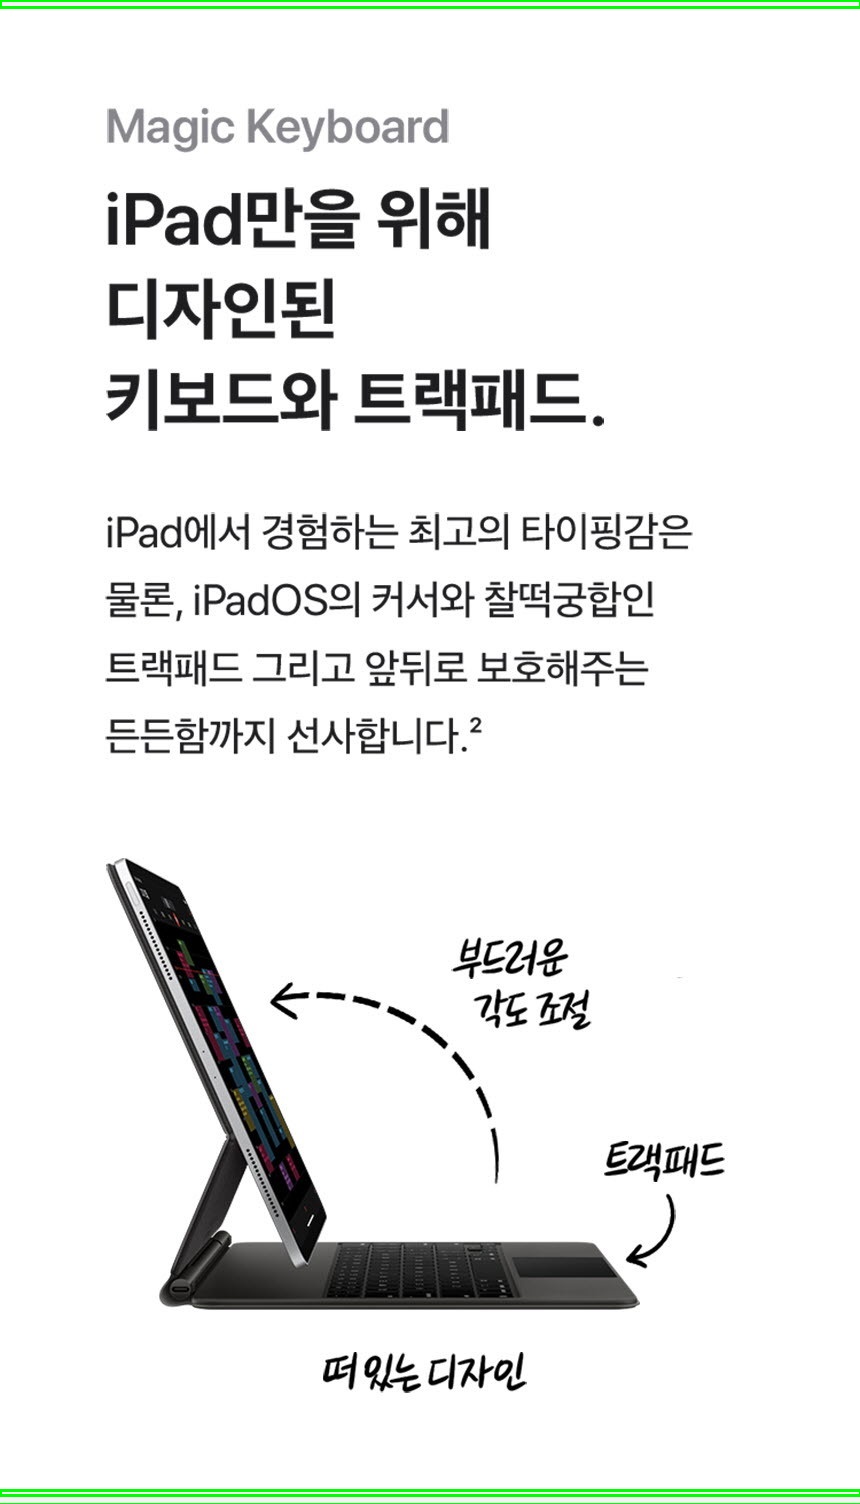 Magic Keyboard
iPad만을 위해
디자인된
키보드와 트랙패드.
iPad에서 경험하는 최고의 타이핑감은
물론, iPadOS의 커서와 찰떡궁합인
트랙패드 그리고 앞뒤로 보호해주는
든든함까지 선사합니다.²
부드러운
각도 조절
트랙패드
떠 있는 디자인